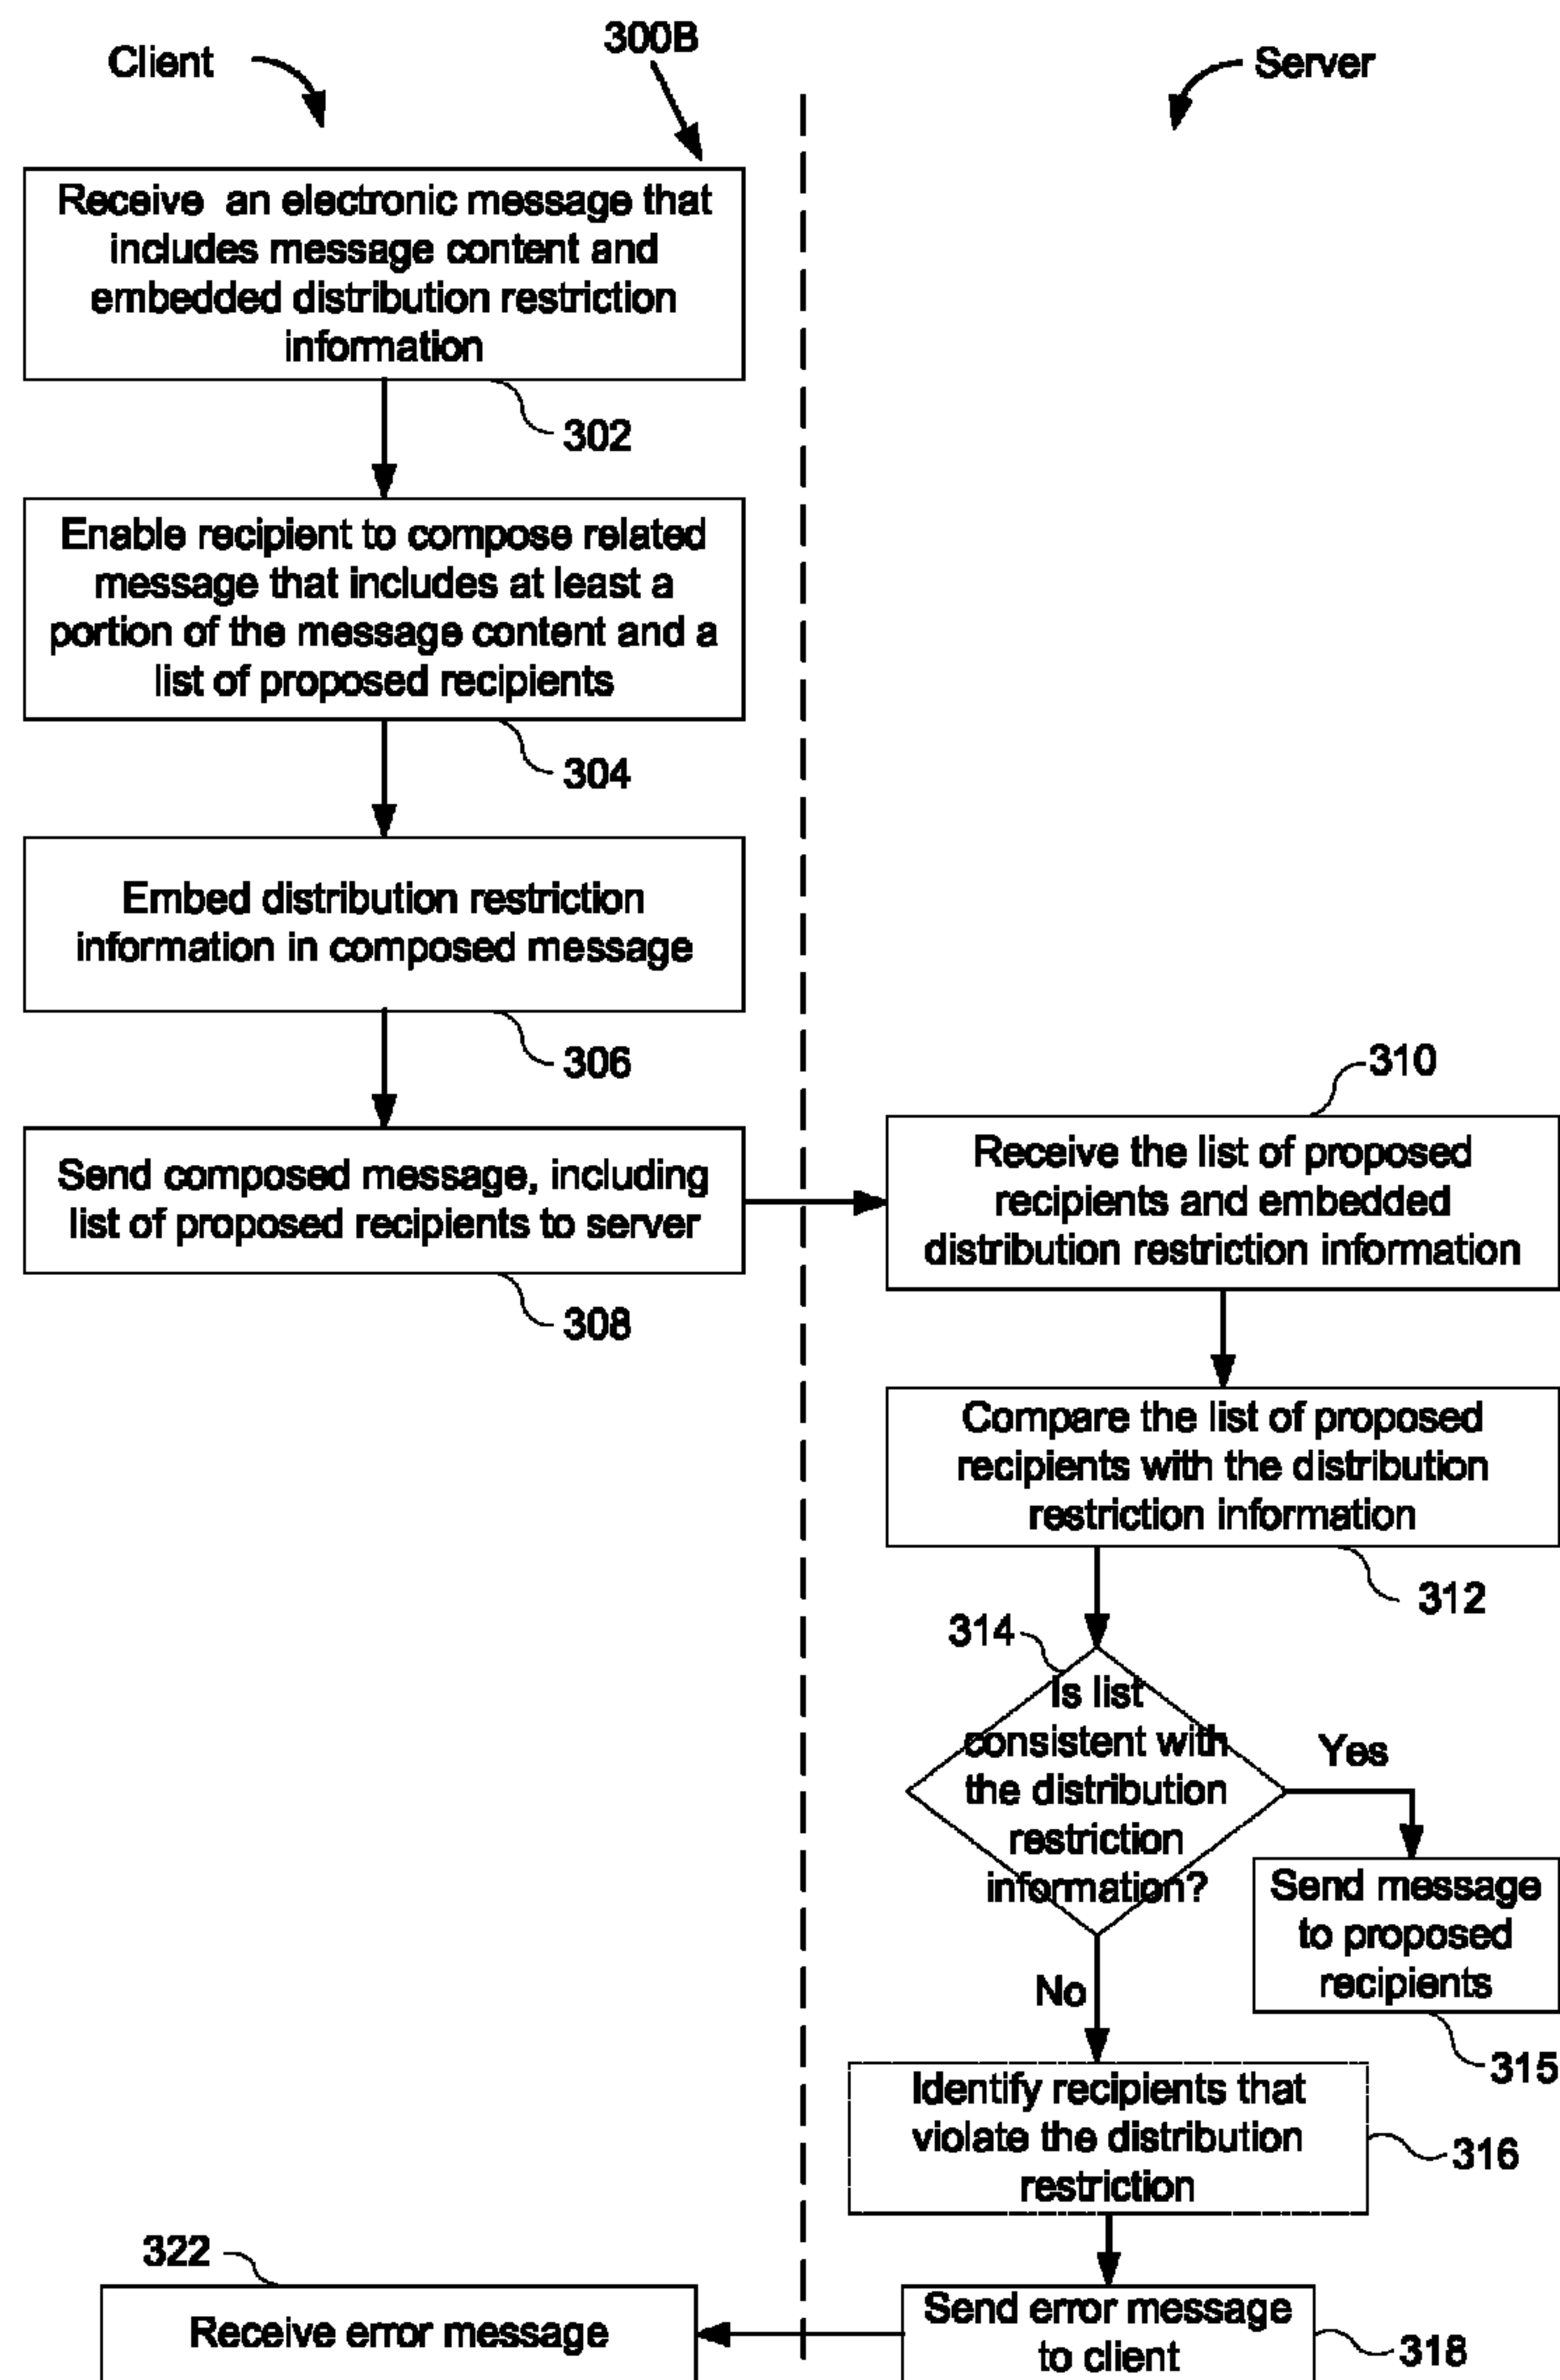 Client
300B
Server
Receive an electronic message that
includes message content and
embedded distribution restriction
information
302
Enable recipient to compose related
message that includes at least a
portion of the message content and a
list of proposed recipients
304
Embed distribution restriction
information in composed message
306
Send composed message, including
list of proposed recipients to server
308
310
Receive the list of proposed
recipients and embedded
distribution restriction information
Compare the list of proposed
recipients with the distribution
restriction information
312
314
Is list
consistent with
the distribution
restriction
information?
Yes
Send message
to proposed
recipients
315
No
Identify recipients that
violate the distribution
restriction
316
Send error message
to client
318
322
Receive error message